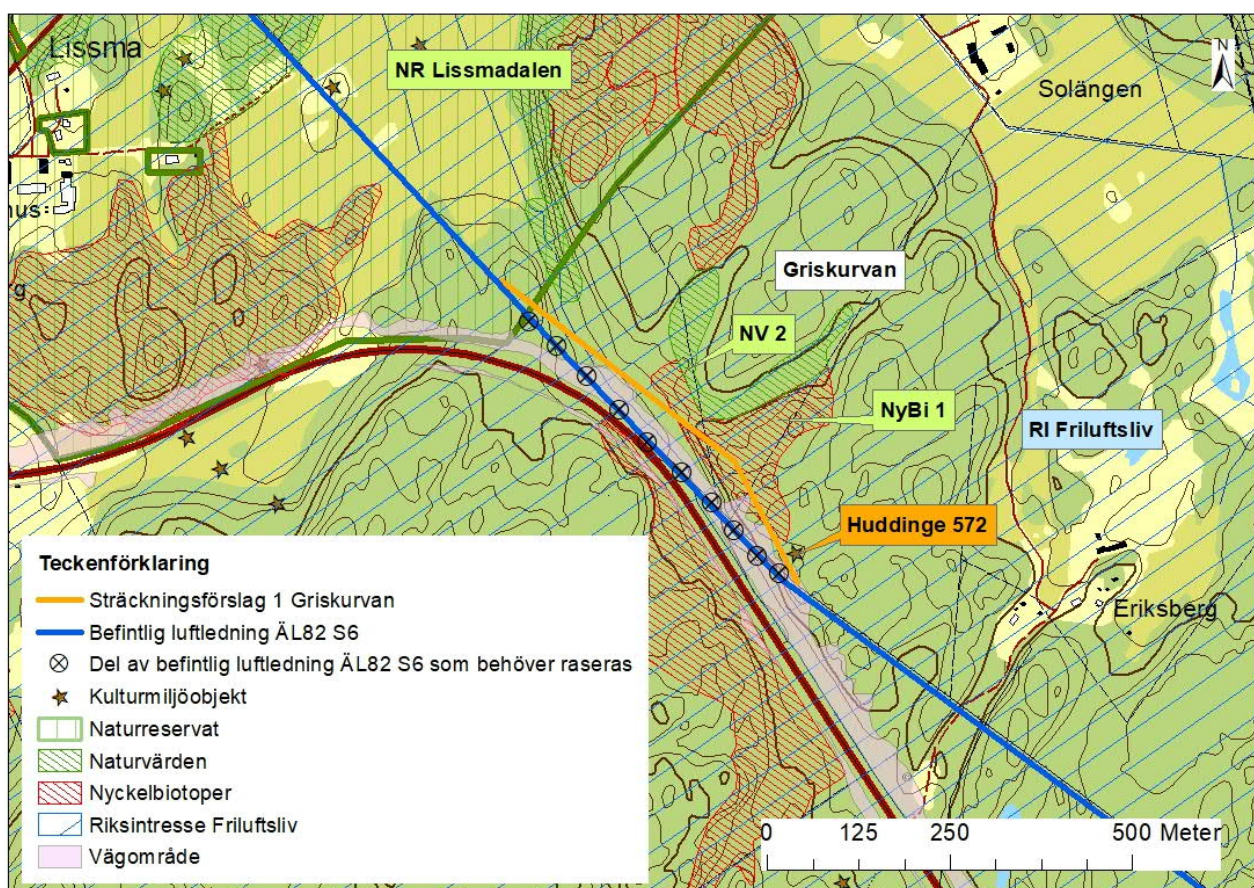 Lissma
NR Lissmadalen
N
Solängen
nus:
Griskurvan
g
NV 2
NyBi 1
RI Friluftsliv
Huddinge 572
Eriksberg
Teckenförklaring
Sträckningsförslag 1 Griskurvan
Befintlig luftledning ÄL82 S6
Del av befintlig luftledning ÄL82 S6 som behöver raseras
Kulturmiljöobjekt
Naturreservat
Naturvärden
Nyckelbiotoper
Riksintresse Friluftsliv
Vägområde
0 125 250 500 Meter